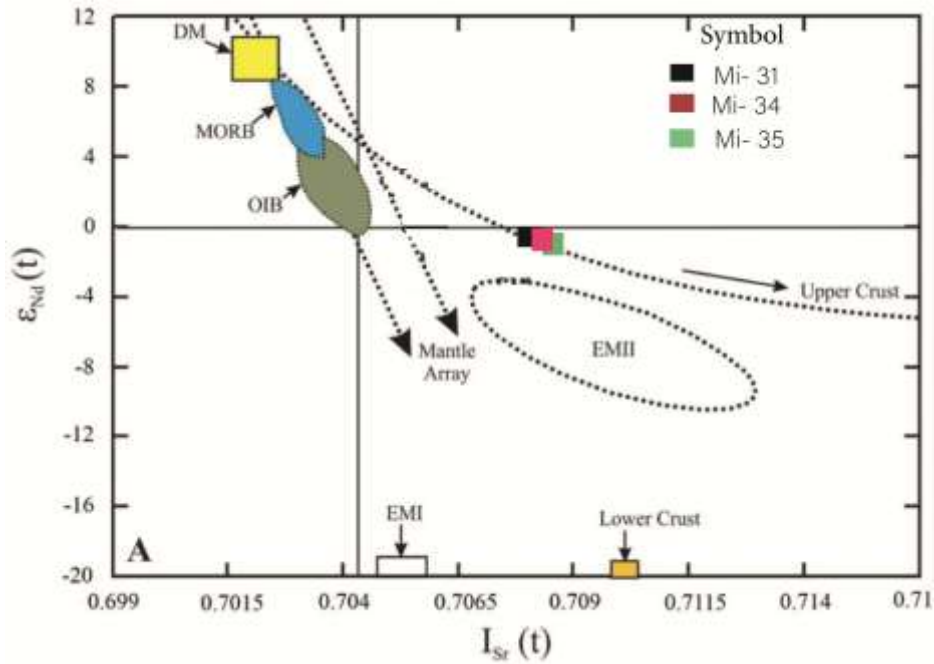 12
8
4
0
-4
-8
-12
-16
-20
εNd (t)
DM
MORB
OIB
Symbol
Mi- 31
Mi- 34
Mi- 35
Upper Crust
Mantle
Array
EMII
EMI
Lower Crust
A
0.699 0.7015 0.704 0.7065 0.709 0.7115 0.714 0.71
ISr (t)